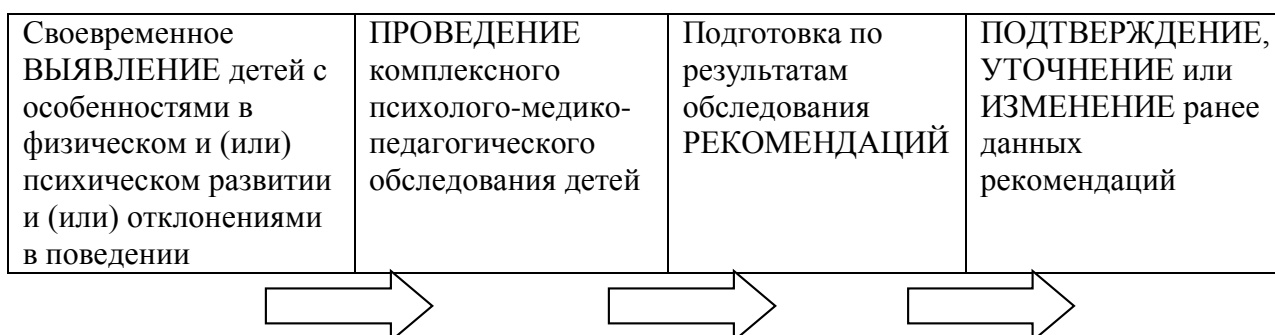 Своевременное
ВЫЯВЛЕНИЕ детей с
особенностями в
физическом и (или)
психическом развитии
и (или) отклонениями
в поведении
ПРОВЕДЕНИЕ
комплексного
психолого-медико-
педагогического
обследования детей
Подготовка по
результатам
обследования
РЕКОМЕНДАЦИЙ
ПОДТВЕРЖДЕНИЕ,
УТОЧНЕНИЕ или
ИЗМЕНЕНИЕ ранее
данных
рекомендаций